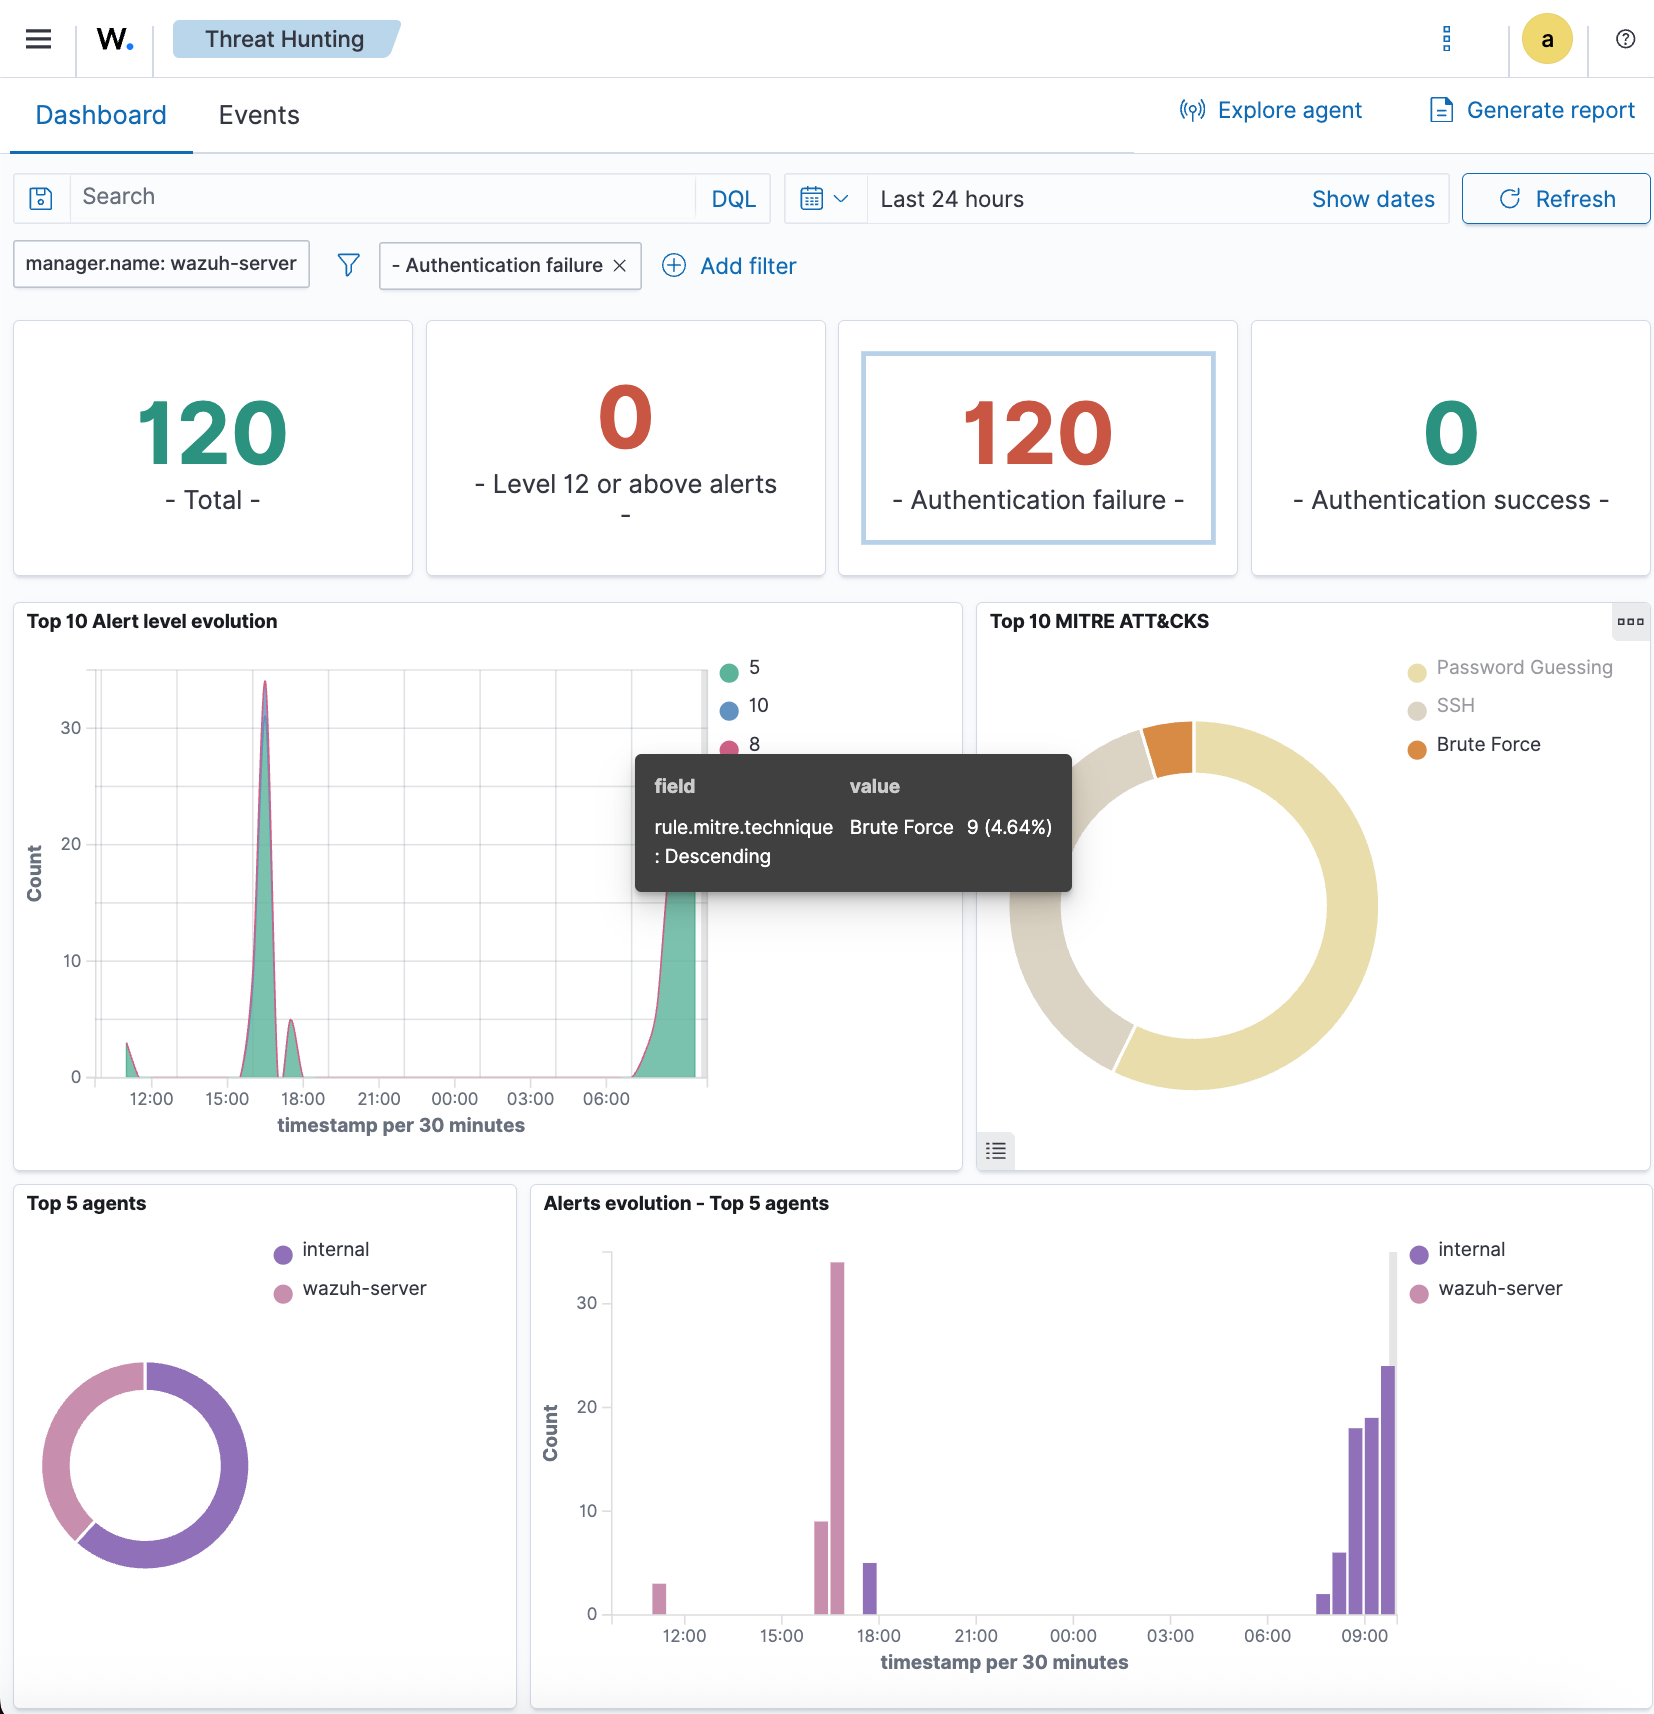 W.
Threat Hunting
a
Dashboard
Events
Explore agent
Generate report
Search
DQL
Last 24 hours
Show dates
Refresh
manager.name: wazuh-server
- Authentication failure ×
Add filter
120
- Total -
0
- Level 12 or above alerts
-
120
- Authentication failure -
0
- Authentication success -
Top 10 Alert level evolution
5
10
8
30
20
10
0
Count
12:00 15:00 18:00 21:00 00:00 03:00 06:00
timestamp per 30 minutes
field value
rule.mitre.technique Brute Force 9 (4.64%)
: Descending
Top 10 MITRE ATT&CKS
Password Guessing
SSH
Brute Force
Top 5 agents
internal
wazuh-server
Alerts evolution - Top 5 agents
internal
wazuh-server
30
20
10
0
Count
12:00 15:00 18:00 21:00 00:00 03:00 06:00 09:00
timestamp per 30 minutes